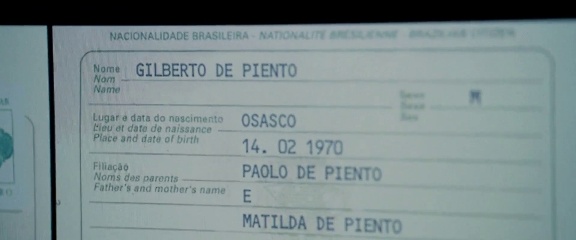 NACIONALIDADE BRASILEIRA - NATIONALITÉ BRESILIENNE BRAZILIAN CITIZEN
Nome GILBERTO DE PIENTO
Nom
Name
M
Lugar e data do nascimento OSASCO
Lieu et date de naissance
Place and date of birth 14. 02 1970
Filiação PAOLO DE PIENTO
Noms des parents
Father's and mother's name E
MATILDA DE PIENTO